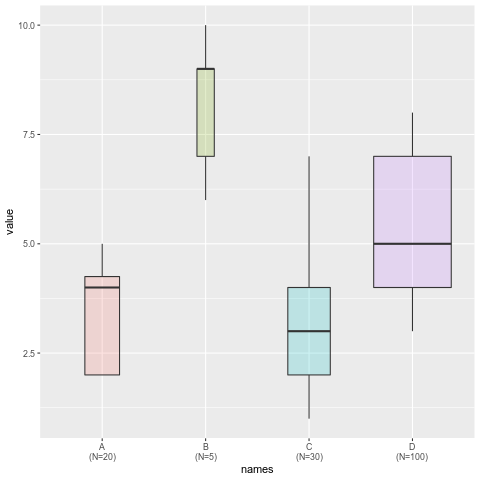 10.0
7.5
5.0
2.5
value
A
(N=20)
B
(N=5)
C
(N=30)
D
(N=100)
names